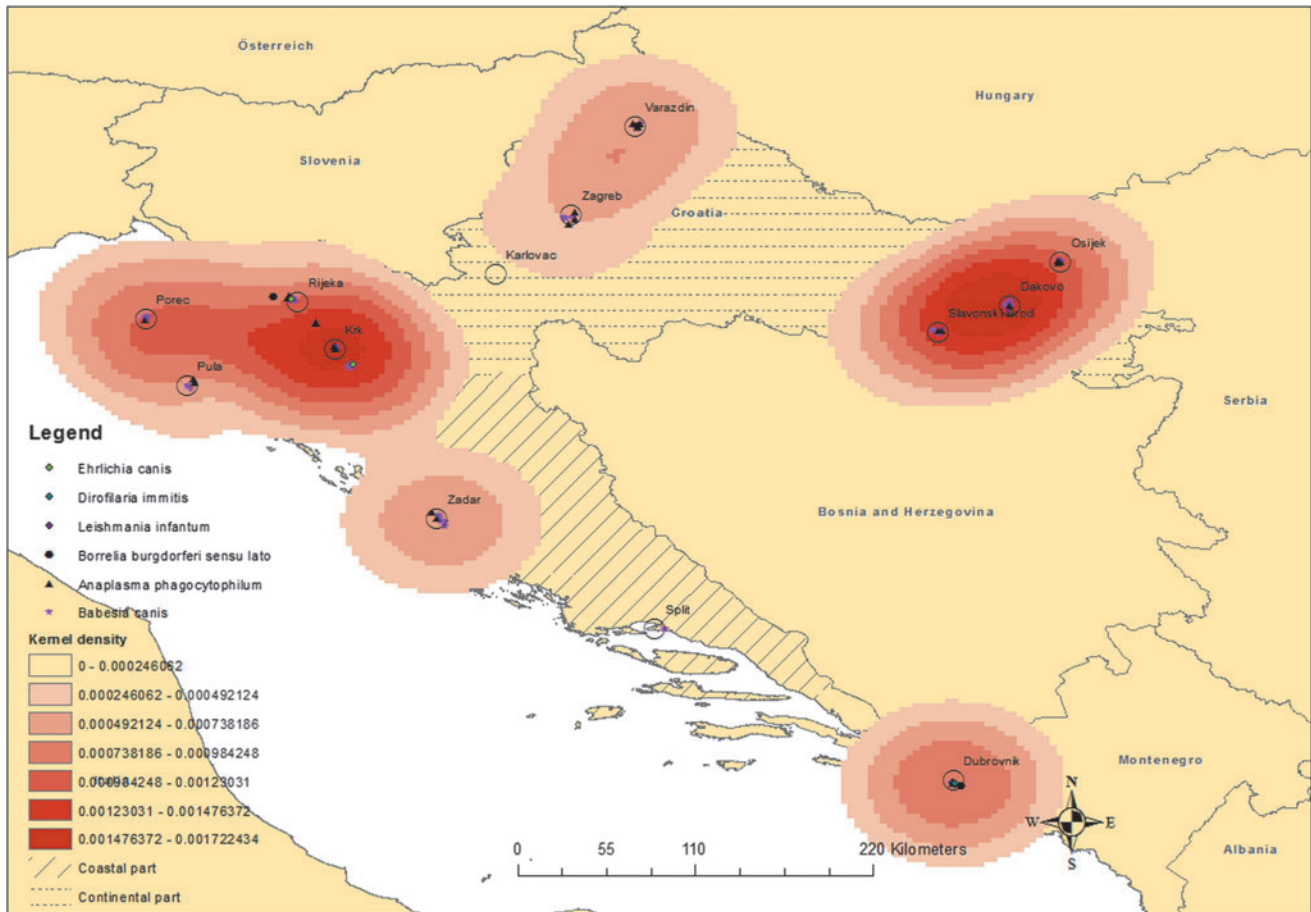 Österreich
Hungary
Varazdin
Slovenia
Zagreb
Croatia
Karlovac
Osijek
Rijeka
Dakovo
Porec
Slavonski Brod
Krk
Pula
Serbia
Legend
Ehrlichia canis
Zadar
Dirofilaria immitis
Bosnia and Herzegovina
Leishmania infantum
Borrelia burgdorferi sensu lato
Anaplasma phagocytophilum
Babesia canis
Split
Kernel density
0 - 0.000246062
0.000246062 - 0.000492124
0.000492124 - 0.000738186
0.000738186 - 0.000984248
0.000984248 - 0.00123031
0.00123031 - 0.001476372
0.001476372 - 0.001722434
Coastal part
Continental part
Dubrovnik
Montenegro
N
W E
S
0 55 110 220 Kilometers
Albania